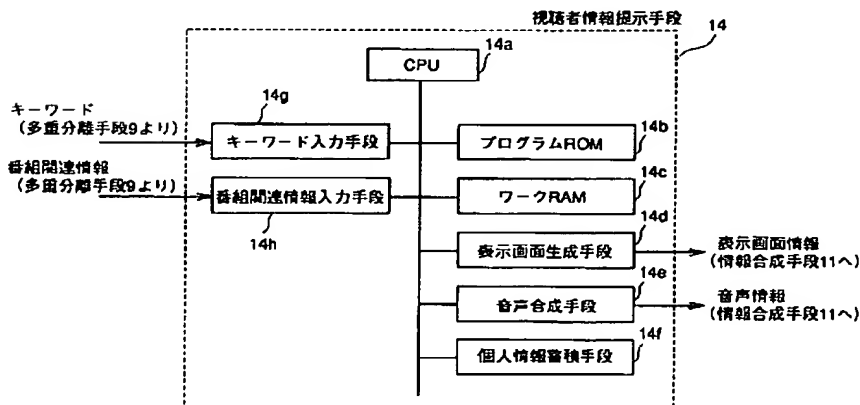 視聴者情報提示手段
14
14a
CPU
キーワード
(多重分離手段9より)
14g
キーワード入力手段
14b
プログラムROM
番組関連情報
(多重分離手段9より)
番組関連情報入力手段
14h
14c
ワークRAM
14d
表示画面生成手段
表示画面情報
(情報合成手段11へ)
14e
音声合成手段
音声情報
(情報合成手段11へ)
14f
個人情報蓄積手段